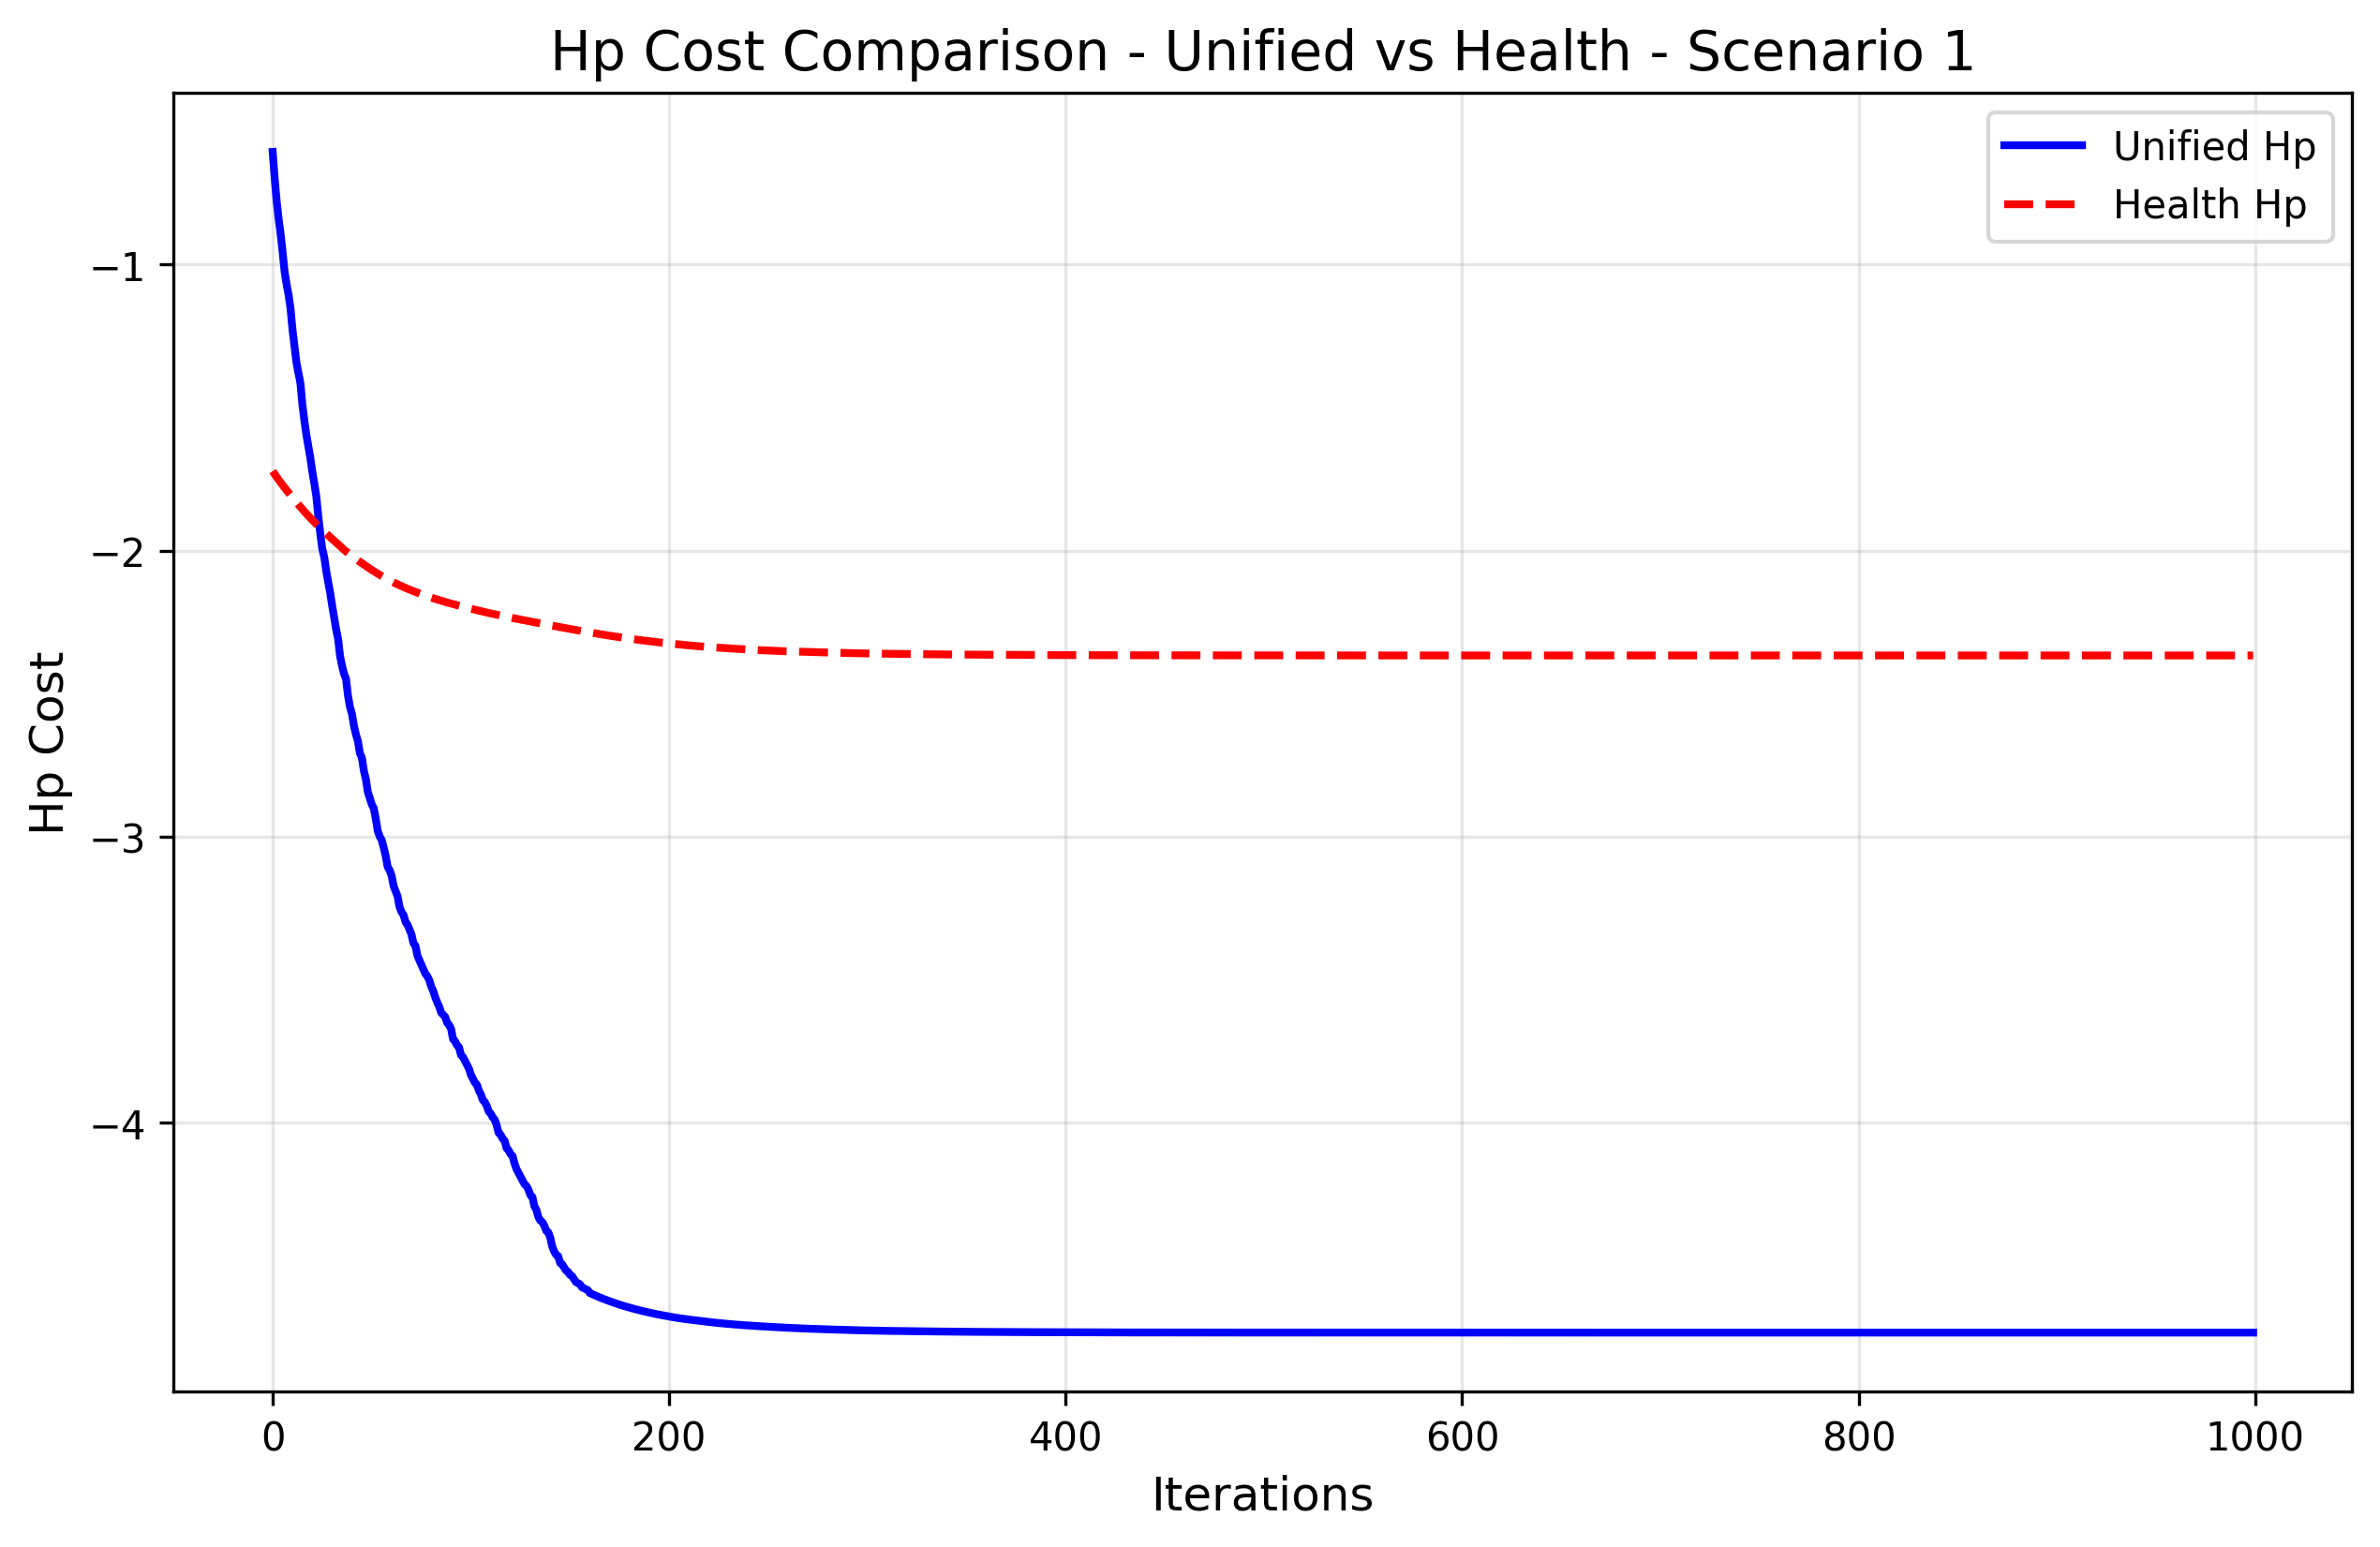 Hp Cost Comparison - Unified vs Health - Scenario 1
Unified Hp
Health Hp
−1
−2
−3
−4
Hp Cost
0 200 400 600 800 1000
Iterations